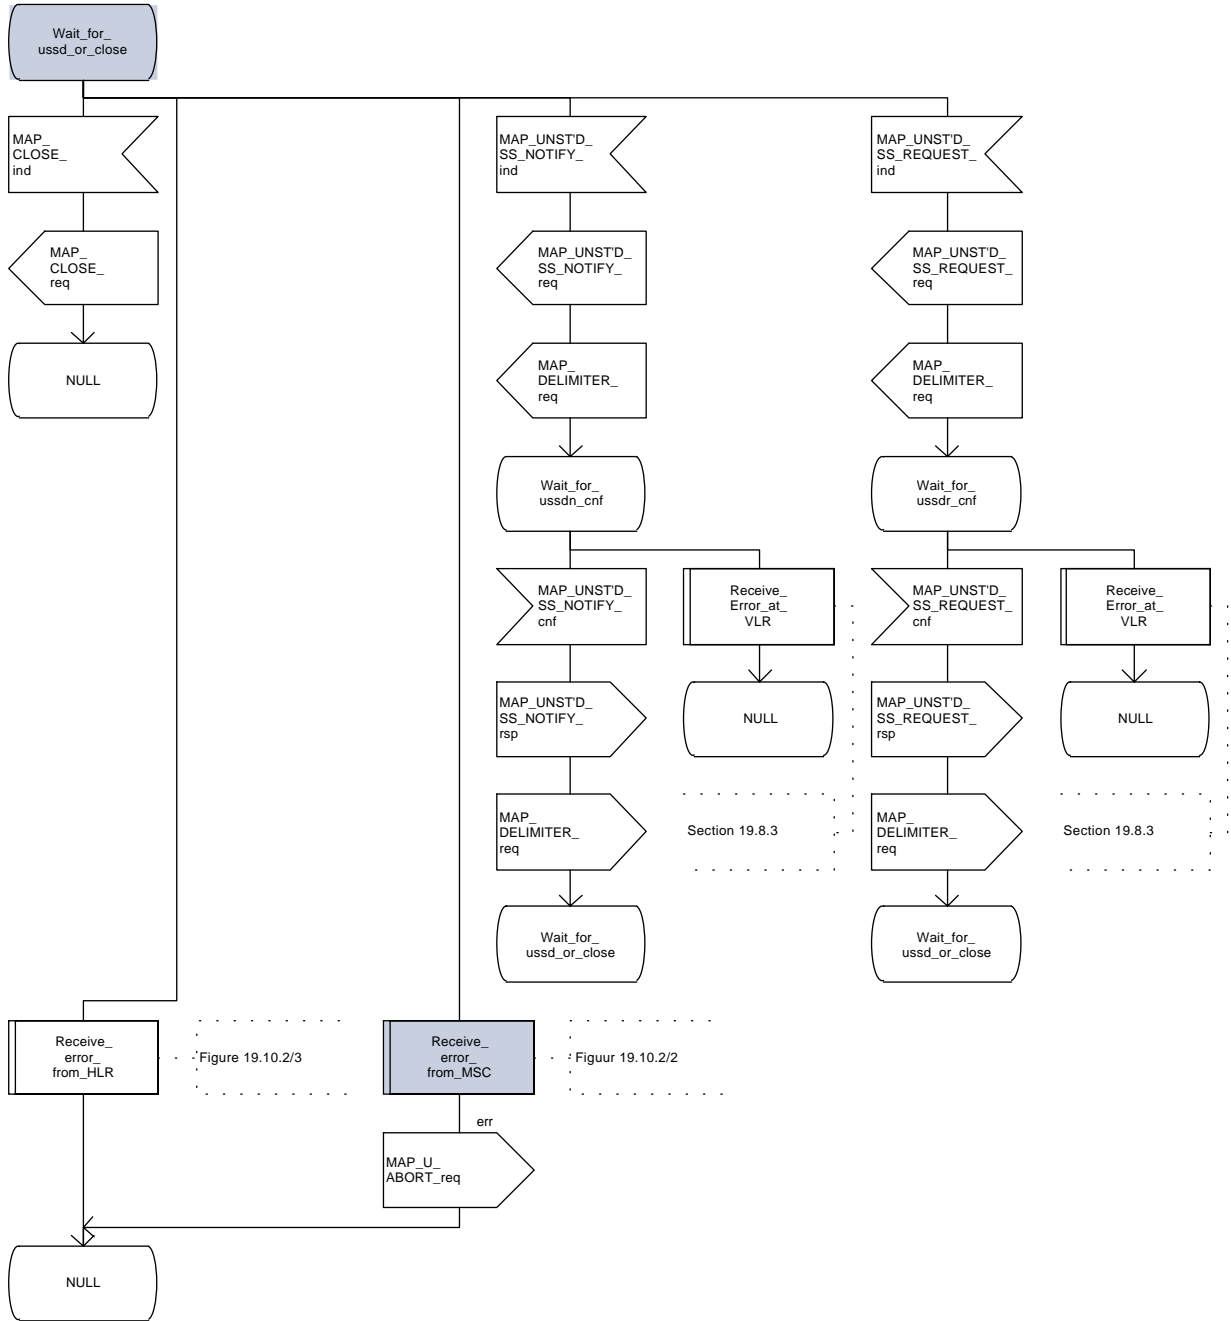 Wait_for_
ussd_or_close
MAP_
CLOSE_
ind
MAP_UNST'D_
SS_NOTIFY_
ind
MAP_UNST'D_
SS_REQUEST_
ind
MAP_
CLOSE_
req
MAP_UNST'D_
SS_NOTIFY_
req
MAP_UNST'D_
SS_REQUEST_
req
NULL
MAP_
DELIMITER_
req
MAP_
DELIMITER_
req
Wait_for_
ussdn_cnf
Wait_for_
ussdr_cnf
MAP_UNST'D_
SS_NOTIFY_
cnf
Receive_
Error_at_
VLR
MAP_UNST'D_
SS_REQUEST_
cnf
Receive_
Error_at_
VLR
MAP_UNST'D_
SS_NOTIFY_
rsp
NULL
MAP_UNST'D_
SS_REQUEST_
rsp
NULL
MAP_
DELIMITER_
req
Section 19.8.3
MAP_
DELIMITER_
req
Section 19.8.3
Wait_for_
ussd_or_close
Wait_for_
ussd_or_close
Receive_
error_
from_HLR
Figure 19.10.2/3
Receive_
error_
from_MSC
Figuur 19.10.2/2
err
MAP_U_
ABORT_req
NULL